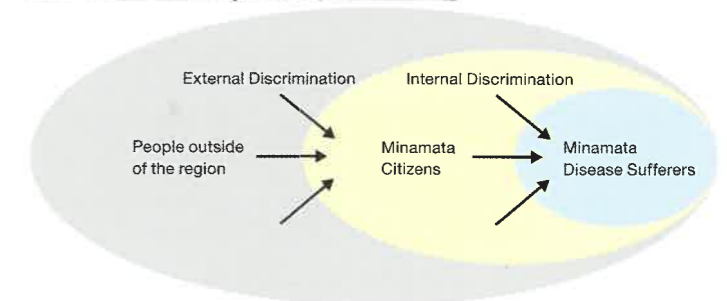 External Discrimination
Internal Discrimination
People outside
of the region
Minamata
Citizens
Minamata
Disease Sufferers